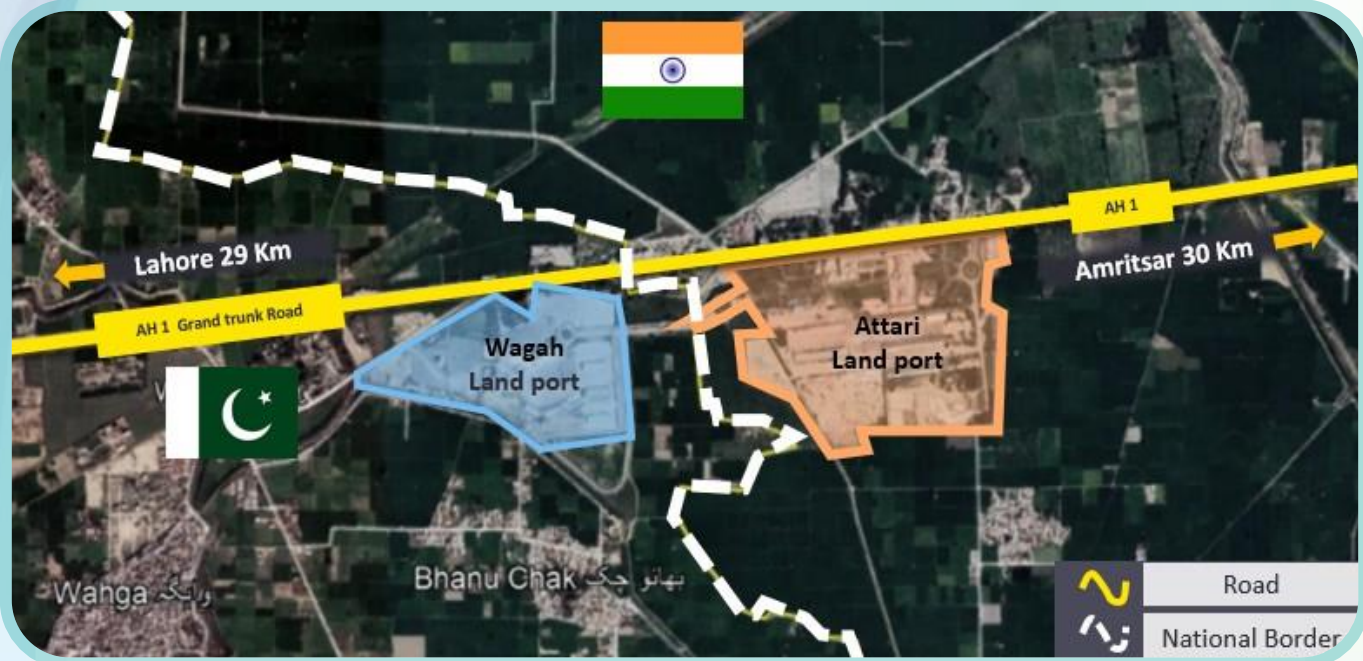 AH 1
Lahore 29 Km
Amritsar 30 Km
AH 1 Grand trunk Road
Wagah
Land port
Attari
Land port
Bhanu Chak بھانو چک
Wahga واہگہ
Road
National Border